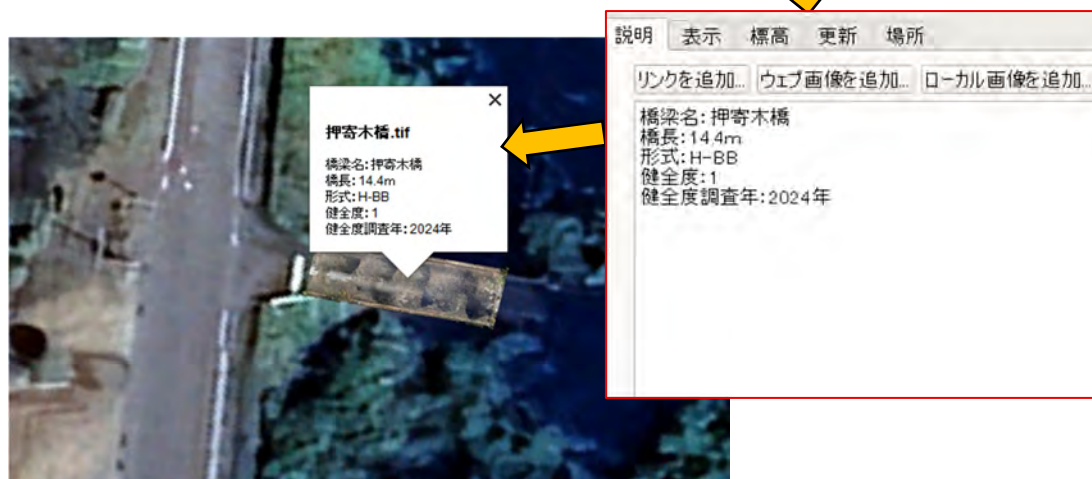 押寄木橋.tif
橋梁名:押寄木橋
橋長:14.4m
形式:H-BB
健全度:1
健全度調査年:2024年
説明 表示 標高 更新 場所
リンクを追加... ウェブ画像を追加... ローカル画像を追加...
橋梁名:押寄木橋
橋長:14.4m
形式:H-BB
健全度:1
健全度調査年:2024年